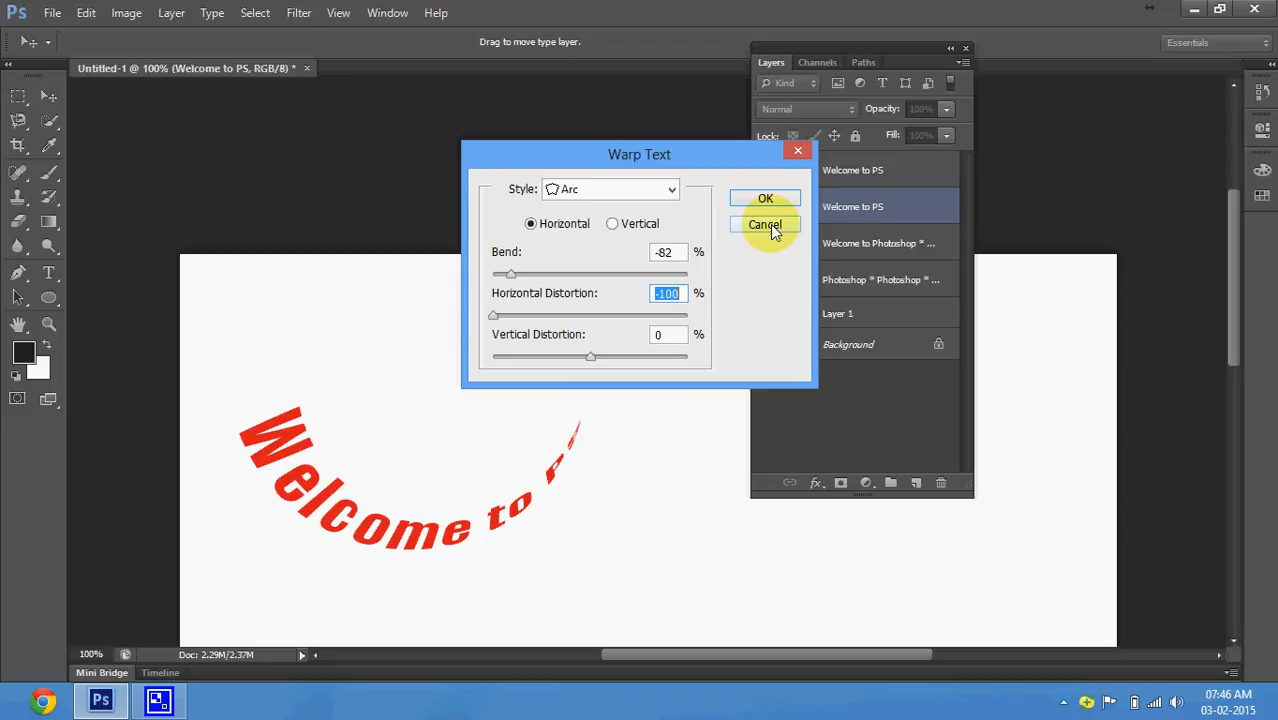 Ps File Edit Image Layer Type Select Filter View Window Help
Drag to move type layer.
Essentials
Untitled-1 @ 100% (Welcome to PS, RGB/8) * ×
Layers Channels Paths
Kind
Normal Opacity: 100%
Lock: Fill: 100%
Welcome to PS
Welcome to PS
Welcome to Photoshop * ...
Photoshop * Photoshop * ...
Layer 1
Background
Warp Text
Style: Arc
OK
Horizontal Vertical
Cancel
Bend: -82 %
Horizontal Distortion: -100 %
Vertical Distortion: 0 %
Welcome to P
100% Doc: 2.29M/2.37M
Mini Bridge Timeline
Ps
07:46 AM
03-02-2015